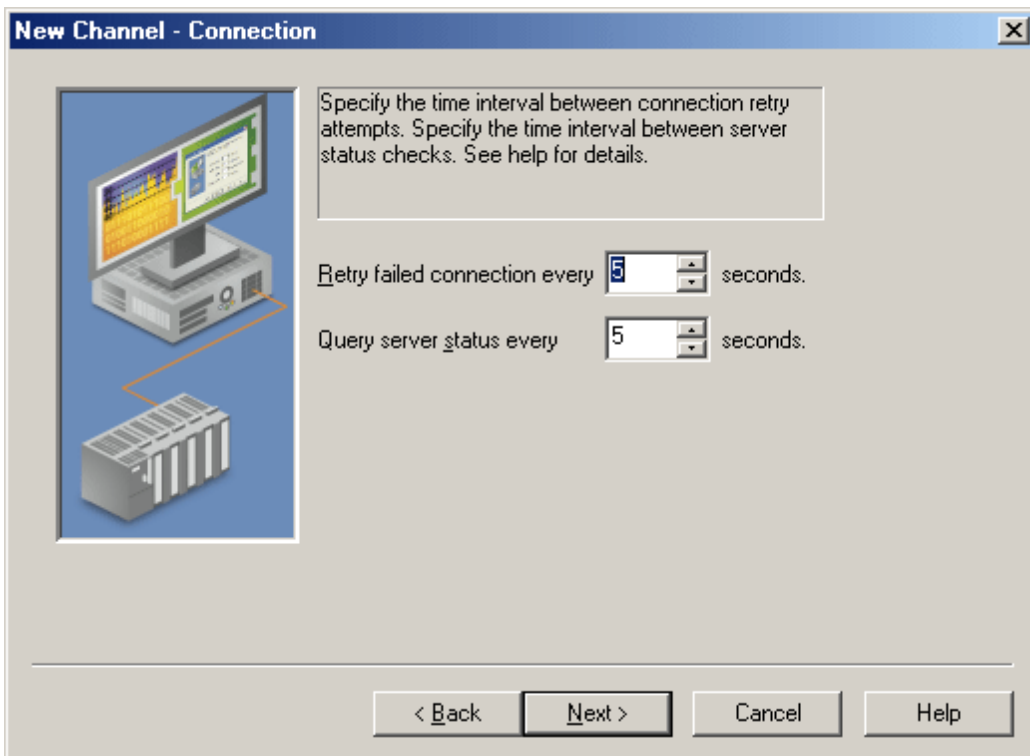 New Channel - Connection
Specify the time interval between connection retry
attempts. Specify the time interval between server
status checks. See help for details.
Retry failed connection every 5 seconds.
Query server status every 5 seconds.
< Back Next > Cancel Help